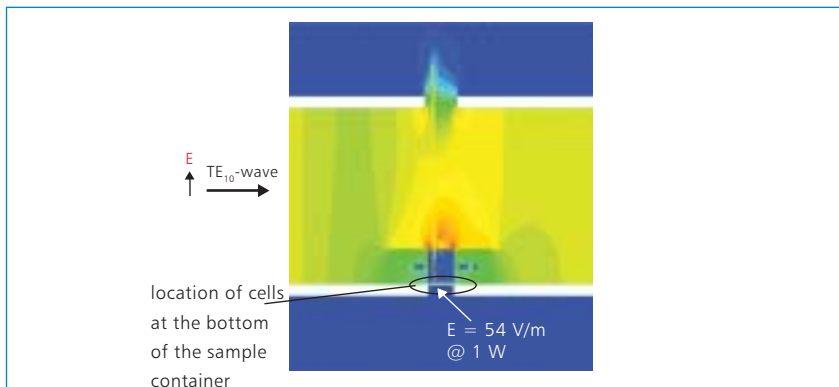 E
TE₁₀-wave
location of cells
at the bottom
of the sample
container
E = 54 V/m
@ 1 W